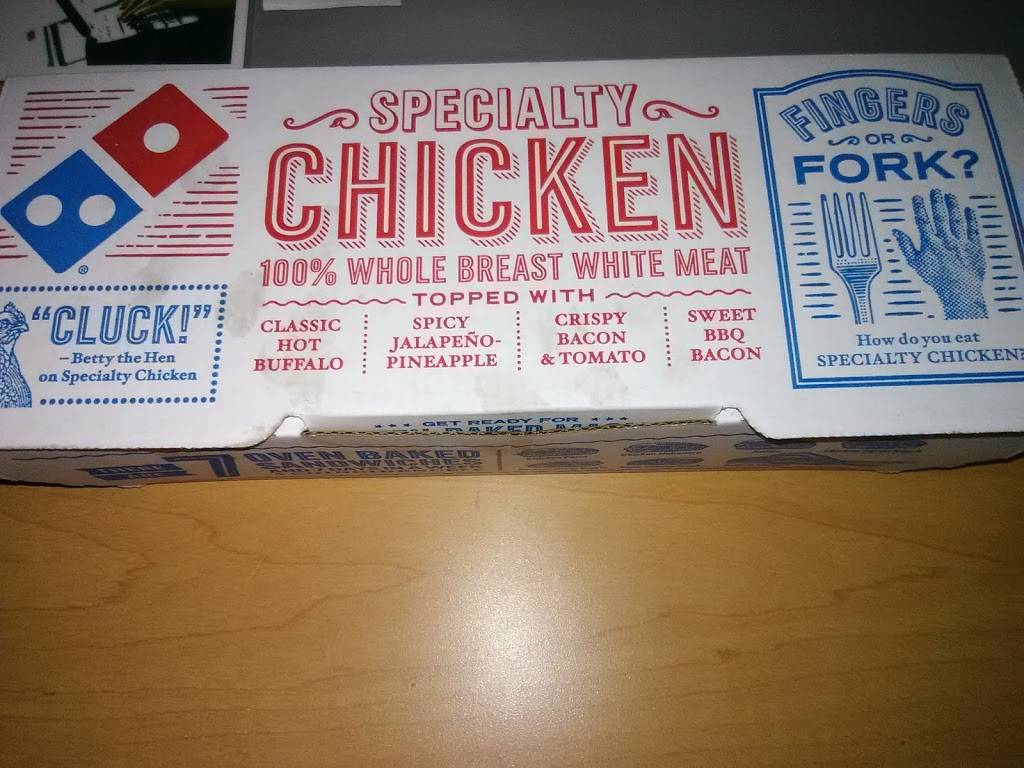 SPECIALTY
CHICKEN
100% WHOLE BREAST WHITE MEAT
TOPPED WITH
CLASSIC
HOT
BUFFALO
SPICY
JALAPEÑO-
PINEAPPLE
CRISPY
BACON
& TOMATO
SWEET
BBQ
BACON
"CLUCK!"
– Betty the Hen
on Specialty Chicken
FINGERS
OR
FORK?
How do you eat
SPECIALTY CHICKEN?
GET READY FOR
7 OVEN BAKED
SANDWICHES
®